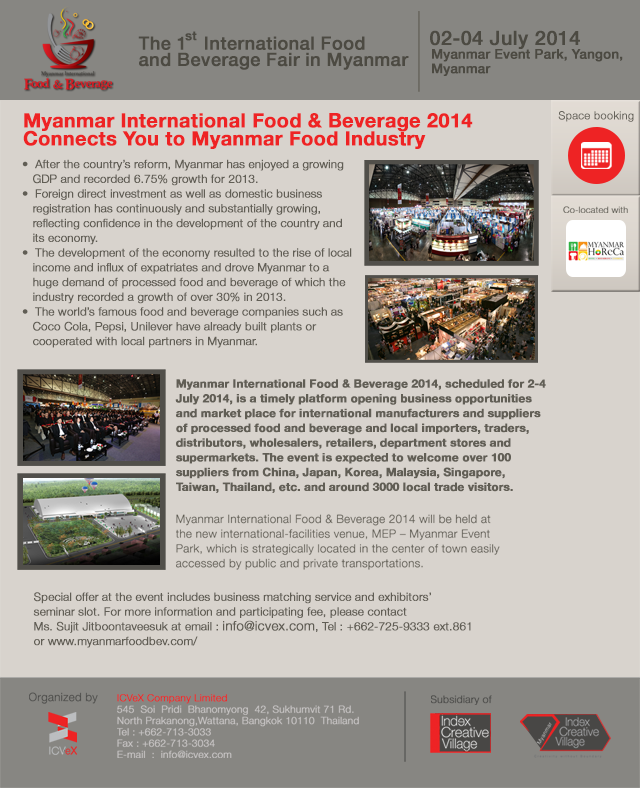 Myanmar International
Food & Beverage
The 1st International Food
and Beverage Fair in Myanmar
02-04 July 2014
Myanmar Event Park, Yangon,
Myanmar
Myanmar International Food & Beverage 2014
Connects You to Myanmar Food Industry
Space booking
Co-located with
MYANMAR
HoReCa
• After the country's reform, Myanmar has enjoyed a growing
GDP and recorded 6.75% growth for 2013.
• Foreign direct investment as well as domestic business
registration has continuously and substantially growing,
reflecting confidence in the development of the country and
its economy.
• The development of the economy resulted to the rise of local
income and influx of expatriates and drove Myanmar to a
huge demand of processed food and beverage of which the
industry recorded a growth of over 30% in 2013.
• The world's famous food and beverage companies such as
Coco Cola, Pepsi, Unilever have already built plants or
cooperated with local partners in Myanmar.
Myanmar International Food & Beverage 2014, scheduled for 2-4
July 2014, is a timely platform opening business opportunities
and market place for international manufacturers and suppliers
of processed food and beverage and local importers, traders,
distributors, wholesalers, retailers, department stores and
supermarkets. The event is expected to welcome over 100
suppliers from China, Japan, Korea, Malaysia, Singapore,
Taiwan, Thailand, etc. and around 3000 local trade visitors.
Myanmar International Food & Beverage 2014 will be held at
the new international-facilities venue, MEP – Myanmar Event
Park, which is strategically located in the center of town easily
accessed by public and private transportations.
Special offer at the event includes business matching service and exhibitors'
seminar slot. For more information and participating fee, please contact
Ms. Sujit Jitboontaveesuk at email : info@icvex.com, Tel : +662-725-9333 ext.861
or www.myanmarfoodbev.com/
Organized by
ICVeX
ICVeX Company Limited
545 Soi Pridi Bhanomyong 42, Sukhumvit 71 Rd.
North Prakanong,Wattana, Bangkok 10110 Thailand
Tel : +662-713-3033
Fax : +662-713-3034
E-mail : info@icvex.com
Subsidiary of
Index
Creative
Village
Myanmar
Index
Creative
Village